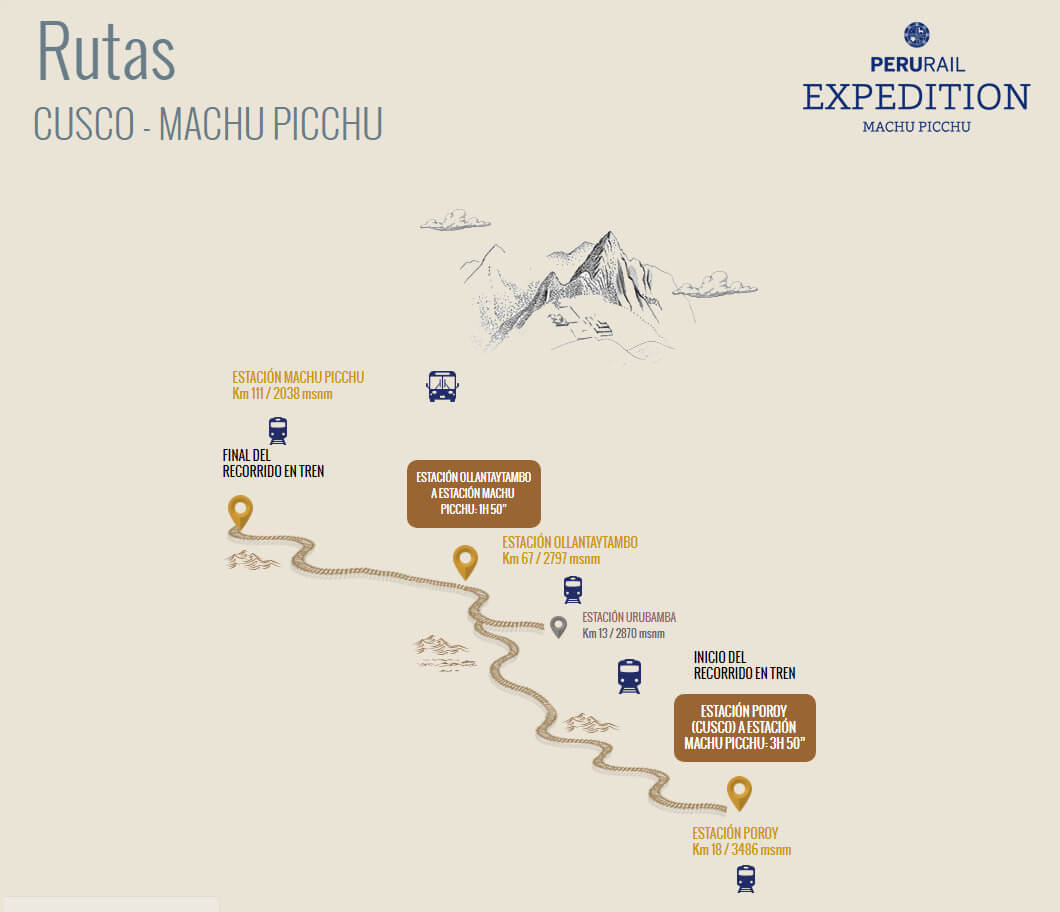 Rutas
CUSCO - MACHU PICCHU
PERURAIL
EXPEDITION
MACHU PICCHU
ESTACIÓN MACHU PICCHU
Km 111 / 2038 msnm
FINAL DEL
RECORRIDO EN TREN
ESTACIÓN OLLANTAYTAMBO
A ESTACIÓN MACHU
PICCHU: 1H 50”
ESTACIÓN OLLANTAYTAMBO
Km 67 / 2797 msnm
ESTACIÓN URUBAMBA
Km 13 / 2870 msnm
INICIO DEL
RECORRIDO EN TREN
ESTACIÓN POROY
(CUSCO) A ESTACIÓN
MACHU PICCHU: 3H 50”
ESTACIÓN POROY
Km 18 / 3486 msnm